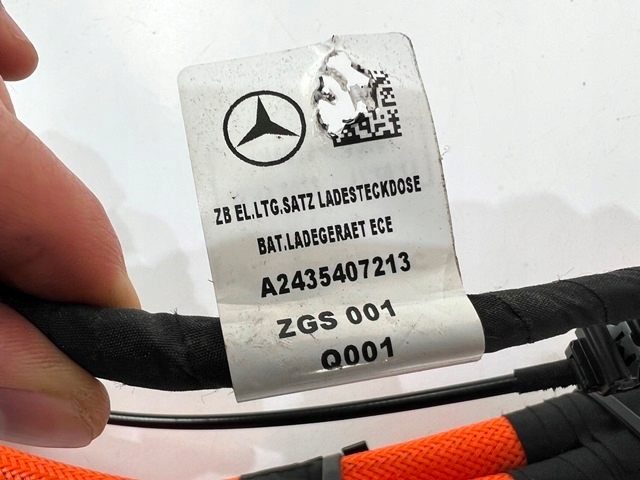 ZB EL.LTG.SATZ LADESTECKDOSE
BAT.LADEGERAET ECE
A2435407213
ZGS 001
Q001